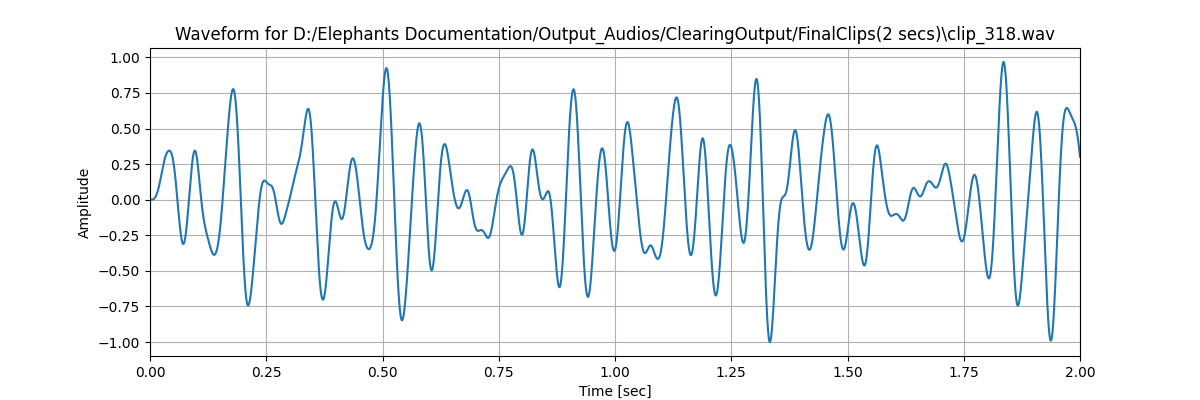 Waveform for D:/Elephants Documentation/Output_Audios/ClearingOutput/FinalClips(2 secs)\clip_318.wav
1.00
0.75
0.50
0.25
0.00
−0.25
−0.50
−0.75
−1.00
Amplitude
0.00 0.25 0.50 0.75 1.00 1.25 1.50 1.75 2.00
Time [sec]